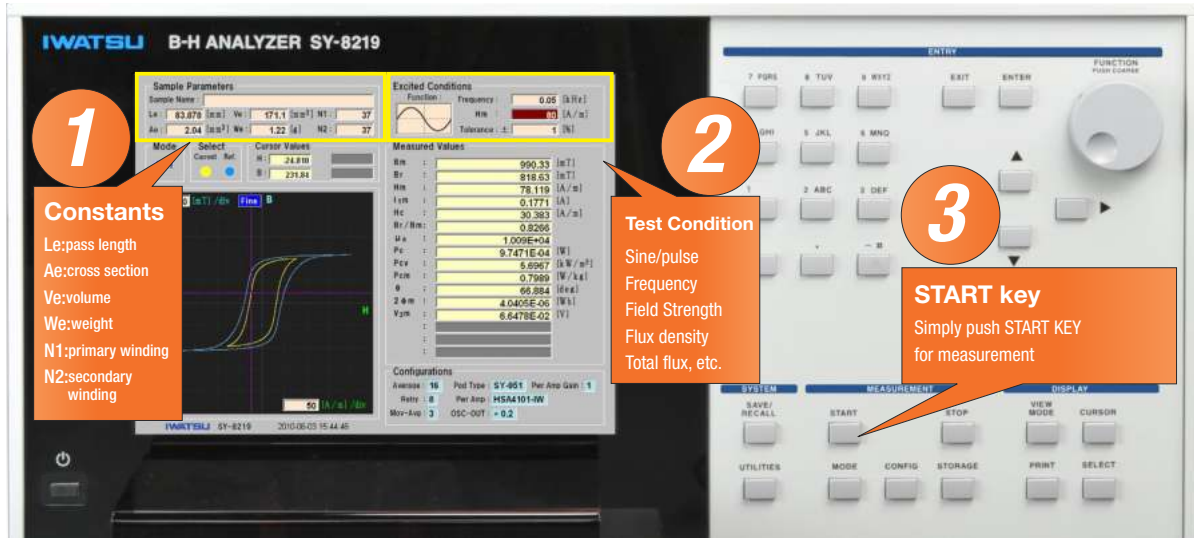 IWATSU B-H ANALYZER SY-8219
Sample Parameters
Sample Name :
Le : 83.878 [mm] Ve : 171.1 [mm³] N1 : 37
Ae : 2.04 [mm²] We : 1.22 [g] N2 : 37
Excited Conditions
Function :
Frequency : 0.05 [kHz]
Hm : 80 [A/m]
Tolerance : ± 1 [%]
Mode
Select
Current Ref.
Cursor Values
H : 24.818
B : 231.84
[mT]/div Fine B
H
50 [A/m]/div
Measured Values
Bm : 990.33 [mT]
Br : 818.63 [mT]
Hm : 78.119 [A/m]
I1m : 0.1771 [A]
Hc : 30.383 [A/m]
Br/Bm: 0.8266
μa : 1.009E+04
Pc : 9.7471E-04 [W]
Pcv : 5.6967 [kW/m³]
Pcm : 0.7989 [W/kg]
θ : 66.884 [deg]
2φm : 4.0405E-06 [Wb]
V2m : 6.6478E-02 [V]
:
:
:
Configurations
Average : 16 Pod Type : SY-951 Pwr Amp Gain : 1
Retry : 8 Pwr Amp : HSA4101-IW
Mov-Avg : 3 OSC-OUT : + 0.2
IWATSU SY-8219 2010-06-03 15:44:46
1
Constants
Le:pass length
Ae:cross section
Ve:volume
We:weight
N1:primary winding
N2:secondary
winding
2
Test Condition
Sine/pulse
Frequency
Field Strength
Flux density
Total flux, etc.
3
START key
Simply push START KEY
for measurement
ENTRY
FUNCTION
PUSH COARSE
7 PQRS 8 TUV 9 WXYZ EXIT ENTER
GHI 5 JKL 6 MNO
1 2 ABC 3 DEF
SYSTEM MEASUREMENT DISPLAY
SAVE/
RECALL
START STOP
VIEW
MODE
CURSOR
UTILITIES MODE CONFIG STORAGE PRINT SELECT